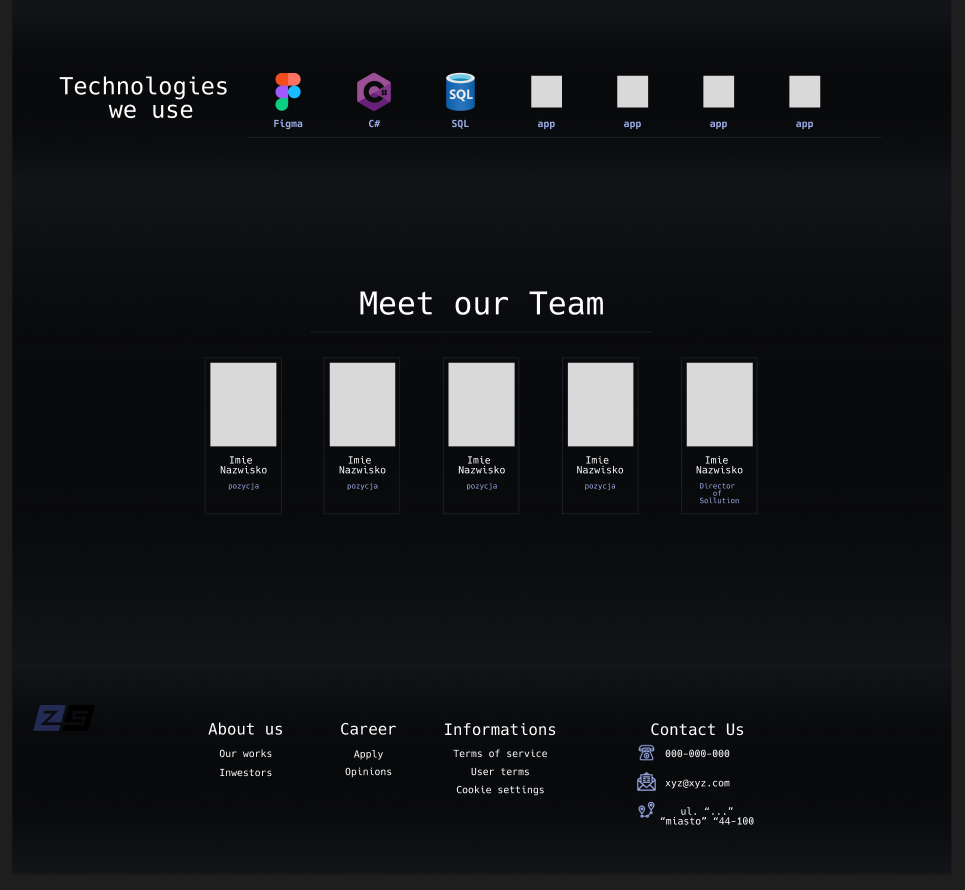 Technologies
we use
SQL
Figma
C#
SQL
app
app
app
app
Meet our Team
Imie
Nazwisko
pozycja
Imie
Nazwisko
pozycja
Imie
Nazwisko
pozycja
Imie
Nazwisko
pozycja
Imie
Nazwisko
Director
of
Sollution
ZS
About us
Our works
Inwestors
Career
Apply
Opinions
Informations
Terms of service
User terms
Cookie settings
Contact Us
000-000-000
xyz@xyz.com
ul. “...”
“miasto” “44-100